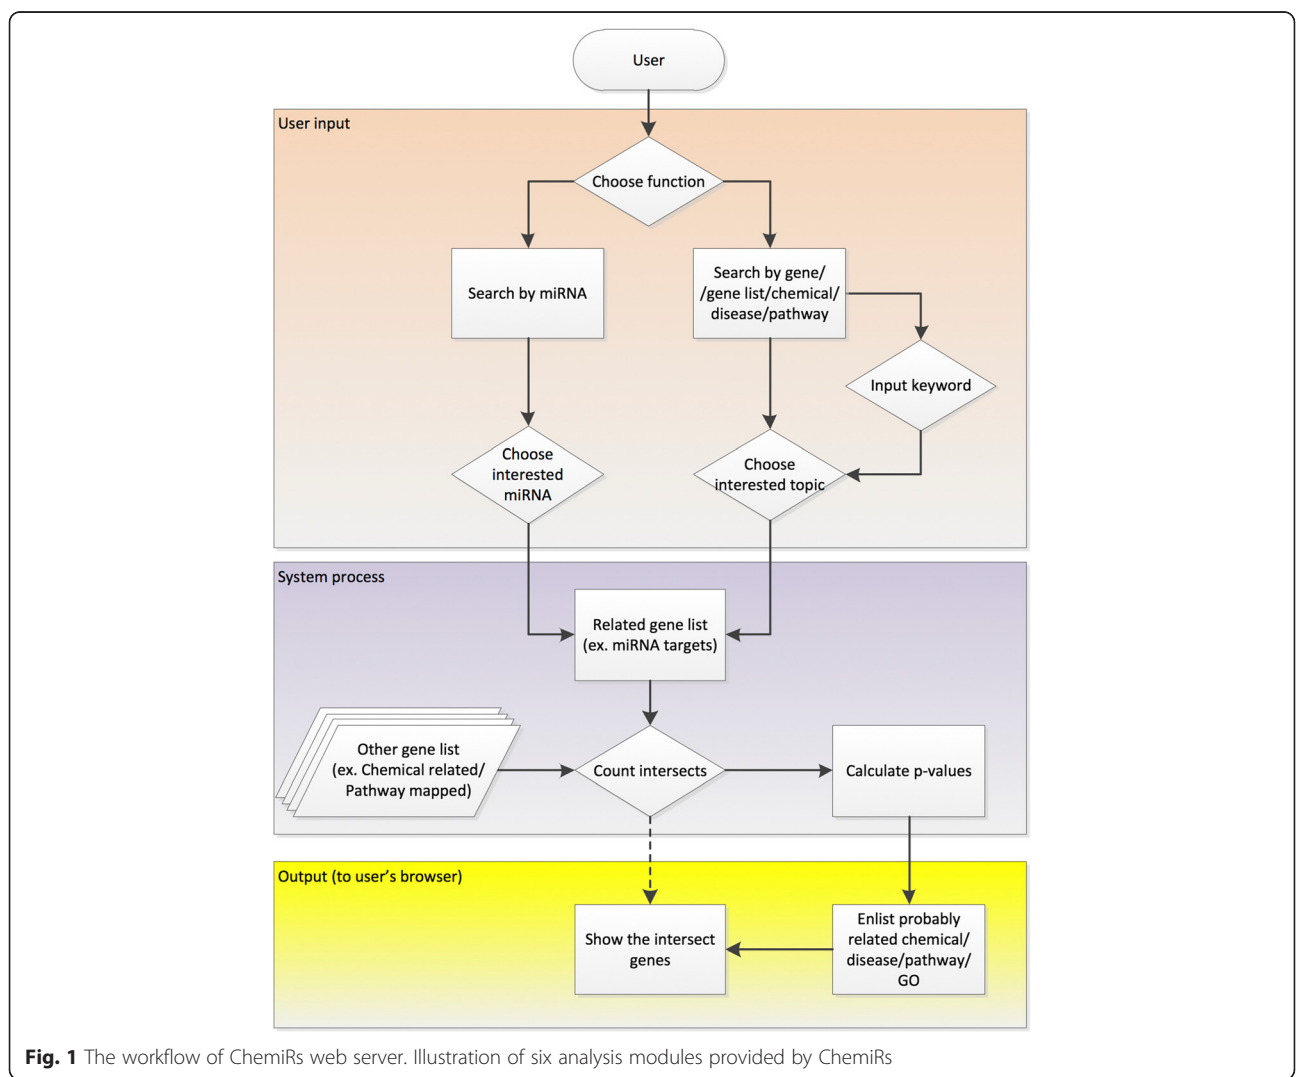 User
User input
Choose function
Search by miRNA
Search by gene/
/gene list/chemical/
disease/pathway
Input keyword
Choose
interested
miRNA
Choose
interested topic
System process
Related gene list
(ex. miRNA targets)
Other gene list
(ex. Chemical related/
Pathway mapped)
Count intersects
Calculate p-values
Output (to user's browser)
Show the intersect
genes
Enlist probably
related chemical/
disease/pathway/
GO
Fig. 1 The workflow of ChemiRs web server. Illustration of six analysis modules provided by ChemiRs